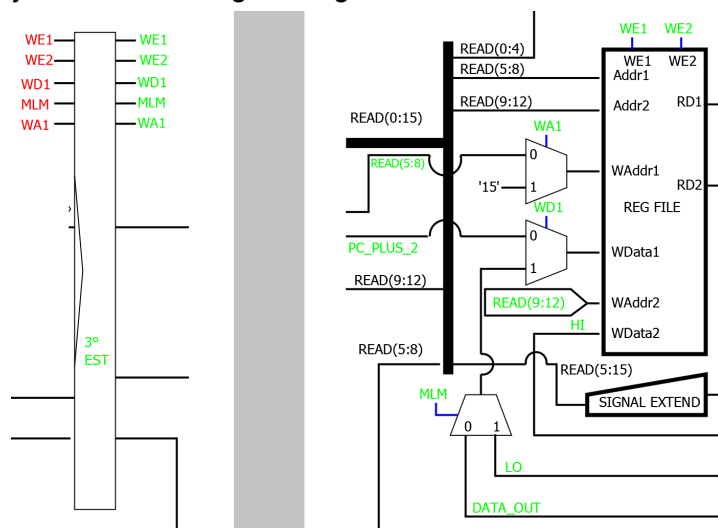 WE1 WE1
WE2 WE2
WD1 WD1
MLM MLM
WA1 WA1
3°
EST
READ(0:4)
READ(5:8)
READ(9:12)
READ(0:15)
READ(5:8)
WA1
0
'15'
1
WD1
0
PC_PLUS_2
1
READ(9:12)
READ(9:12)
HI
READ(5:8)
READ(5:15)
SIGNAL EXTEND
MLM
0 1
LO
DATA_OUT
WE1 WE2
WE1 WE2
Addr1
Addr2
RD1
WAddr1
RD2
REG FILE
WData1
WAddr2
WData2